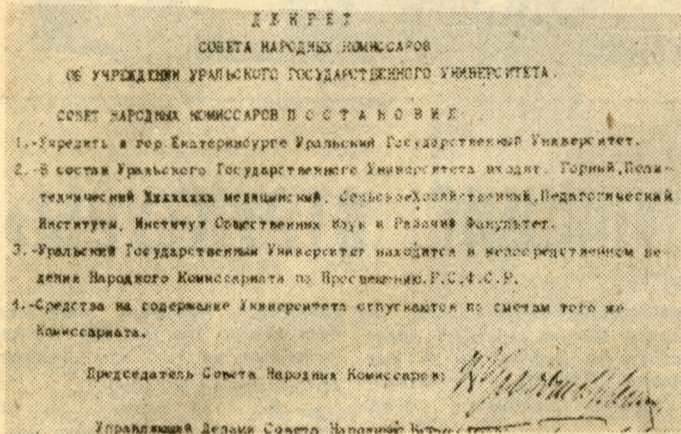 Д Е К Р Е Т
СОВЕТА НАРОДНЫХ КОМИССАРОВ
ОБ УЧРЕЖДЕНИИ УРАЛЬСКОГО ГОСУДАРСТВЕННОГО УНИВЕРСИТЕТА.
СОВЕТ НАРОДНЫХ КОМИССАРОВ П О С Т А Н О В И Л
1.-Учредить в гор.Екатеринбурге Уральский Государственный Университет.
2.-В состав Уральского Государственного Университета входят: Горный,Поли-
технический медицинский, СельскоеХозяйственный,Педагогический
Институты, Институт Общественных Наук и Рабочий Факультет.
3.-Уральский Государственный Университет находится в непосредственном ве-
дении Народного Комиссариата по Просвещению.Р.С.Ф.С.Р.
4.-Средства на содержание Университета отпускаются по сметам того же
Комиссариата.
Председатель Совета Народных Комиссаров:
Управляющий Делами Совета Народных